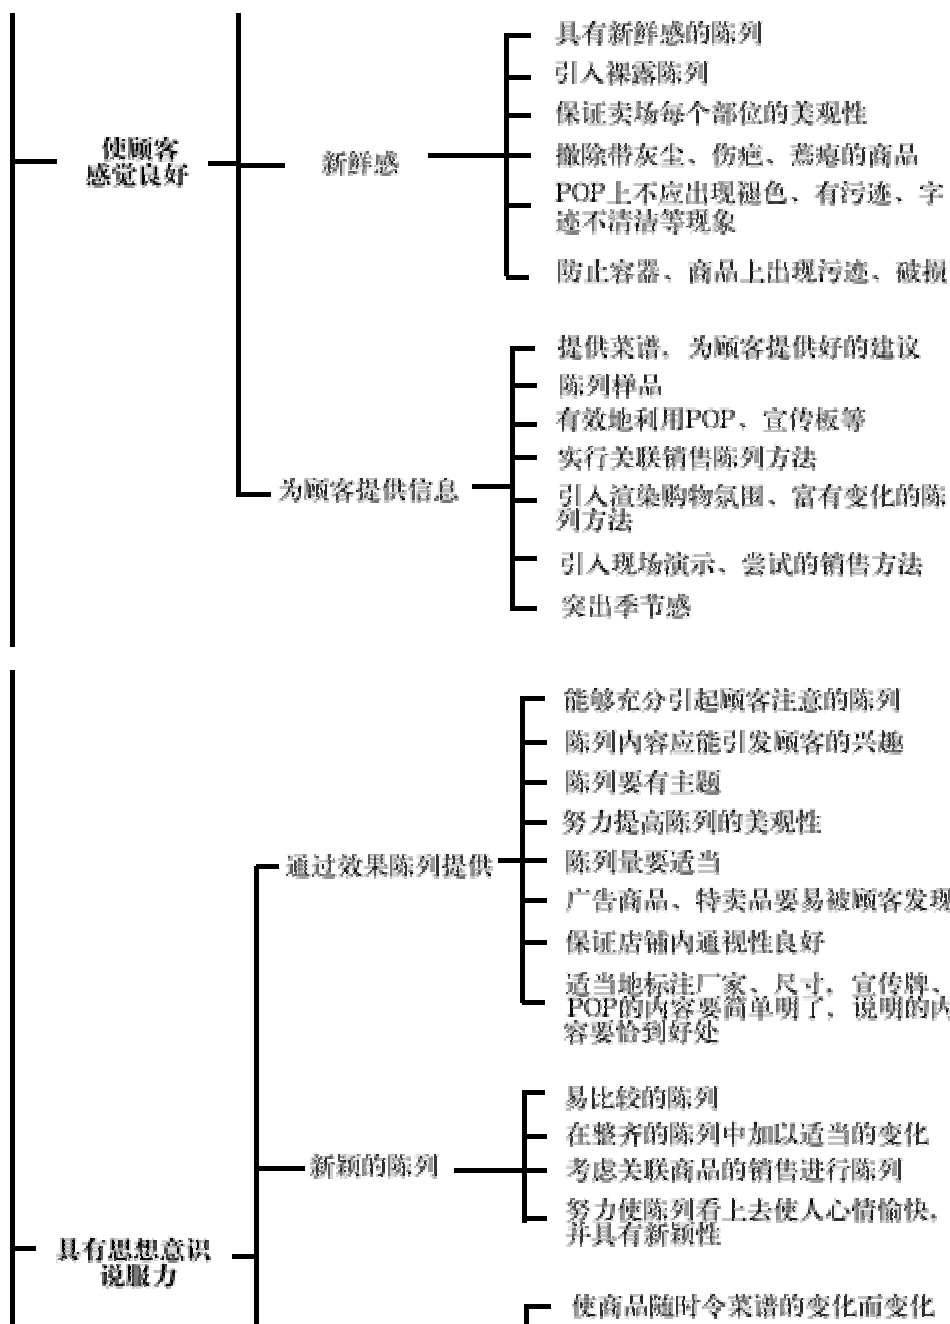 使顾客
感觉良好
新鲜感
具有新鲜感的陈列
引入裸露陈列
保证卖场每个部位的美观性
撤除带灰尘、伤疤、蔫瘪的商品
POP上不应出现褪色、有污迹、字
迹不清洁等现象
防止容器、商品上出现污迹、破损
为顾客提供信息
提供菜谱，为顾客提供好的建议
陈列样品
有效地利用POP、宣传板等
实行关联销售陈列方法
引入渲染购物氛围、富有变化的陈
列方法
引入现场演示、尝试的销售方法
突出季节感
具有思想意识
说服力
通过效果陈列提供
能够充分引起顾客注意的陈列
陈列内容应能引发顾客的兴趣
陈列要有主题
努力提高陈列的美观性
陈列量要适当
广告商品、特卖品要易被顾客发现
保证店铺内通视性良好
适当地标注厂家、尺寸，宣传牌、
POP的内容要简单明了，说明的内
容要恰到好处
新颖的陈列
易比较的陈列
在整齐的陈列中加以适当的变化
考虑关联商品的销售进行陈列
努力使陈列看上去使人心情愉快，
并具有新颖性
使商品随时令菜谱的变化而变化